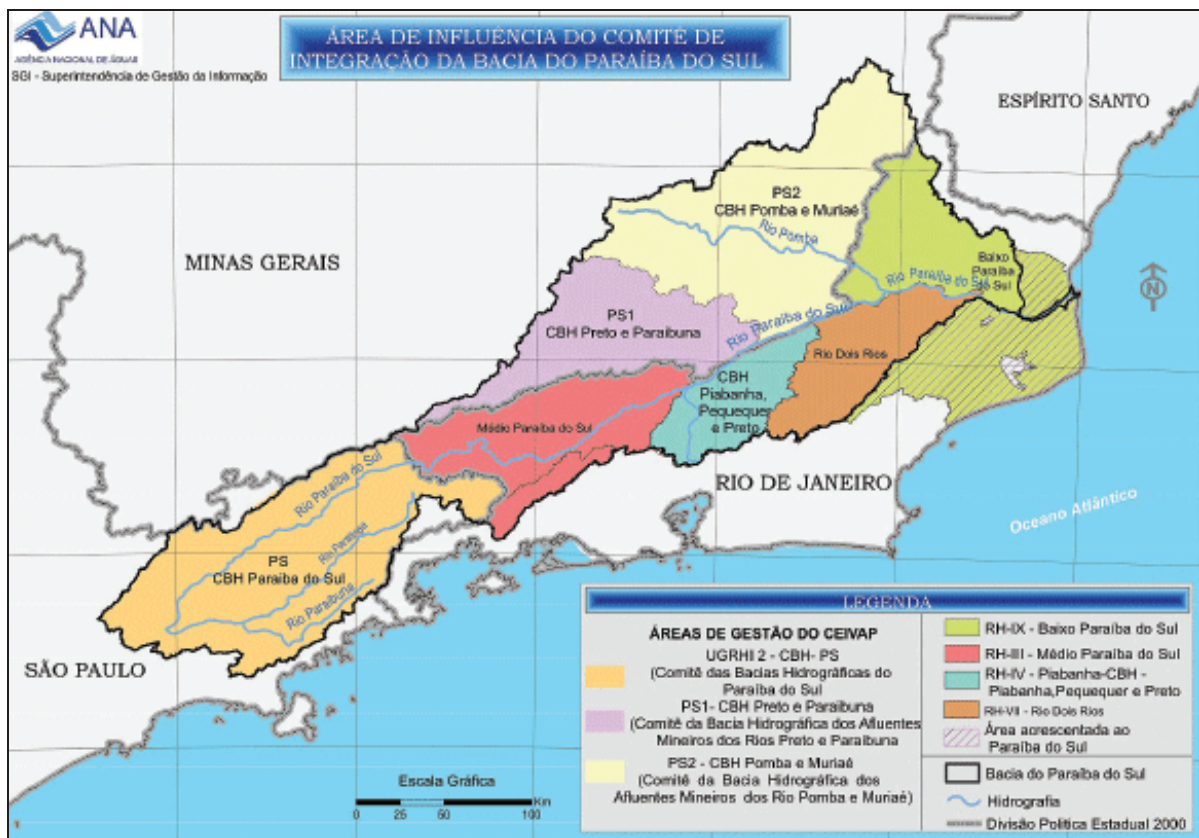 ANA
AGÊNCIA NACIONAL DE ÁGUAS
SGI - Superintendência de Gestão da Informação
ÁREA DE INFLUÊNCIA DO COMITÊ DE
INTEGRAÇÃO DA BACIA DO PARAÍBA DO SUL
ESPÍRITO SANTO
MINAS GERAIS
PS2
CBH Pomba e Muriaé
Rio Pomba
Baixo
Paraíba
do Sul
Rio Paraíba do Sul
N
PS1
CBH Preto e Paraibuna
Rio Paraíba do Sul
Rio Dois Rios
CBH
Piabanha,
Pequequer
e Preto
Médio Paraíba do Sul
RIO DE JANEIRO
Oceano Atlântico
Rio Paraíba do Sul
PS
CBH Paraíba do Sul
Rio Paraibuna
SÃO PAULO
LEGENDA
ÁREAS DE GESTÃO DO CEIVAP
UGRHI 2 - CBH- PS
(Comitê das Bacias Hidrográficas do
Paraíba do Sul
PS1- CBH Preto e Paraibuna
(Comitê da Bacia Hidrográfica dos Afluentes
Mineiros dos Rios Preto e Paraibuna
PS2 - CBH Pomba e Muriaé
(Comitê da Bacia Hidrográfica dos
Afluentes Mineiros dos Rio Pomba e Muriaé)
RH-IX - Baixo Paraíba do Sul
RH-III - Médio Paraíba do Sul
RH-IV - Piabanha-CBH -
Piabanha,Pequequer e Preto
RH-VII - Rio Dois Rios
Área acrescentada ao
Paraíba do Sul
Bacia do Paraíba do Sul
Hidrografia
Divisão Política Estadual 2000
Escala Gráfica
Km
0 25 50 100